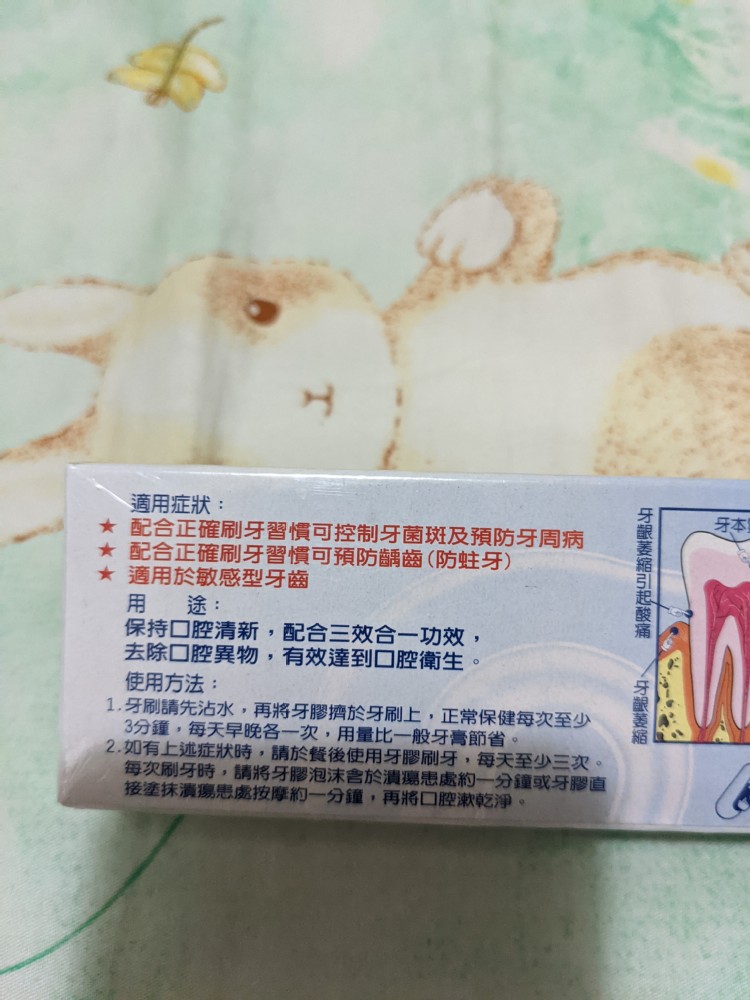 適用症狀：
★ 配合正確刷牙習慣可控制牙菌斑及預防牙周病
★ 配合正確刷牙習慣可預防齲齒(防蛀牙)
★ 適用於敏感型牙齒
用　途：
保持口腔清新，配合三效合一功效，
去除口腔異物，有效達到口腔衛生。
使用方法：
1.牙刷請先沾水，再將牙膠擠於牙刷上，正常保健每次至少
3分鐘，每天早晚各一次，用量比一般牙膏節省。
2.如有上述症狀時，請於餐後使用牙膠刷牙，每天至少三次。
每次刷牙時，請將牙膠泡沫含於潰瘍患處約一分鐘或牙膠直
接塗抹潰瘍患處按摩約一分鐘，再將口腔漱乾淨。
牙齦萎縮引起酸痛
牙齦萎縮
牙本